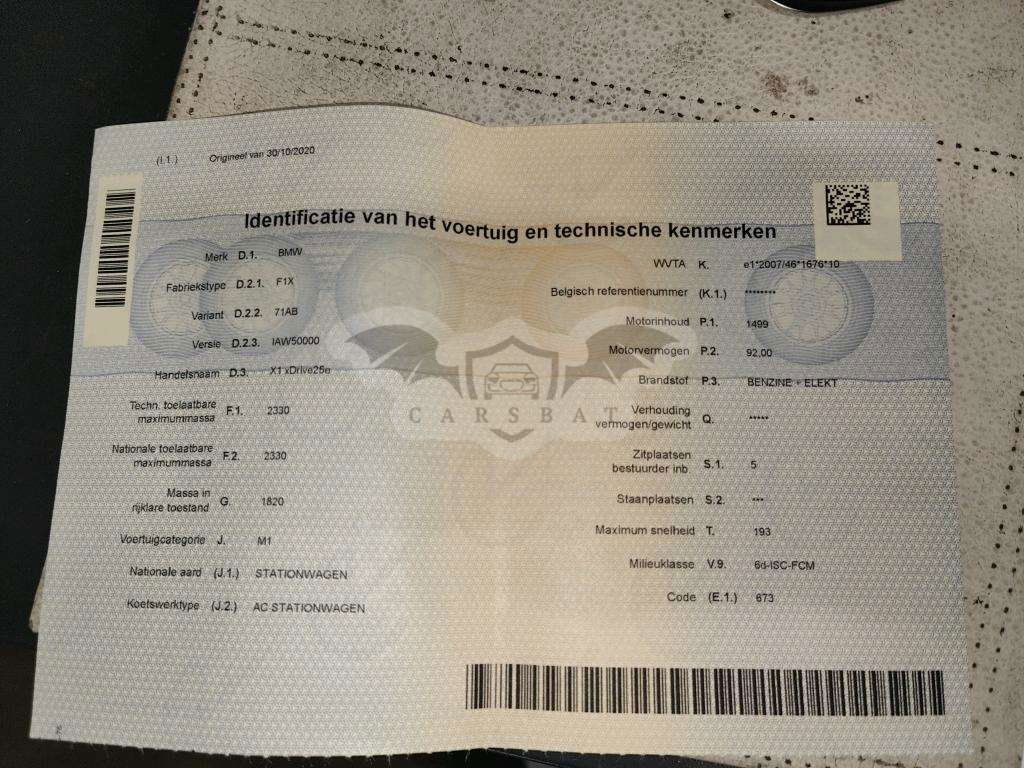 (I.1.) Origineel van 30/10/2020
Identificatie van het voertuig en technische kenmerken
Merk D.1. BMW
Fabriekstype D.2.1. F1X
Variant D.2.2. 71AB
Versie D.2.3. IAW50000
Handelsnaam D.3. X1 xDrive25e
Techn. toelaatbare
maximummassa F.1. 2330
Nationale toelaatbare
maximummassa F.2. 2330
Massa in
rijklare toestand G. 1820
Voertuigcategorie J. M1
Nationale aard (J.1.) STATIONWAGEN
Koetswerktype (J.2.) AC STATIONWAGEN
WVTA K. e1*2007/46*1676*10
Belgisch referentienummer (K.1.) ********
Motorinhoud P.1. 1499
Motorvermogen P.2. 92,00
Brandstof P.3. BENZINE + ELEKT
Verhouding
vermogen/gewicht Q. *****
Zitplaatsen
bestuurder inb. S.1. 5
Staanplaatsen S.2. ***
Maximum snelheid T. 193
Milieuklasse V.9. 6d-ISC-FCM
Code (E.1.) 673
CARSBAT